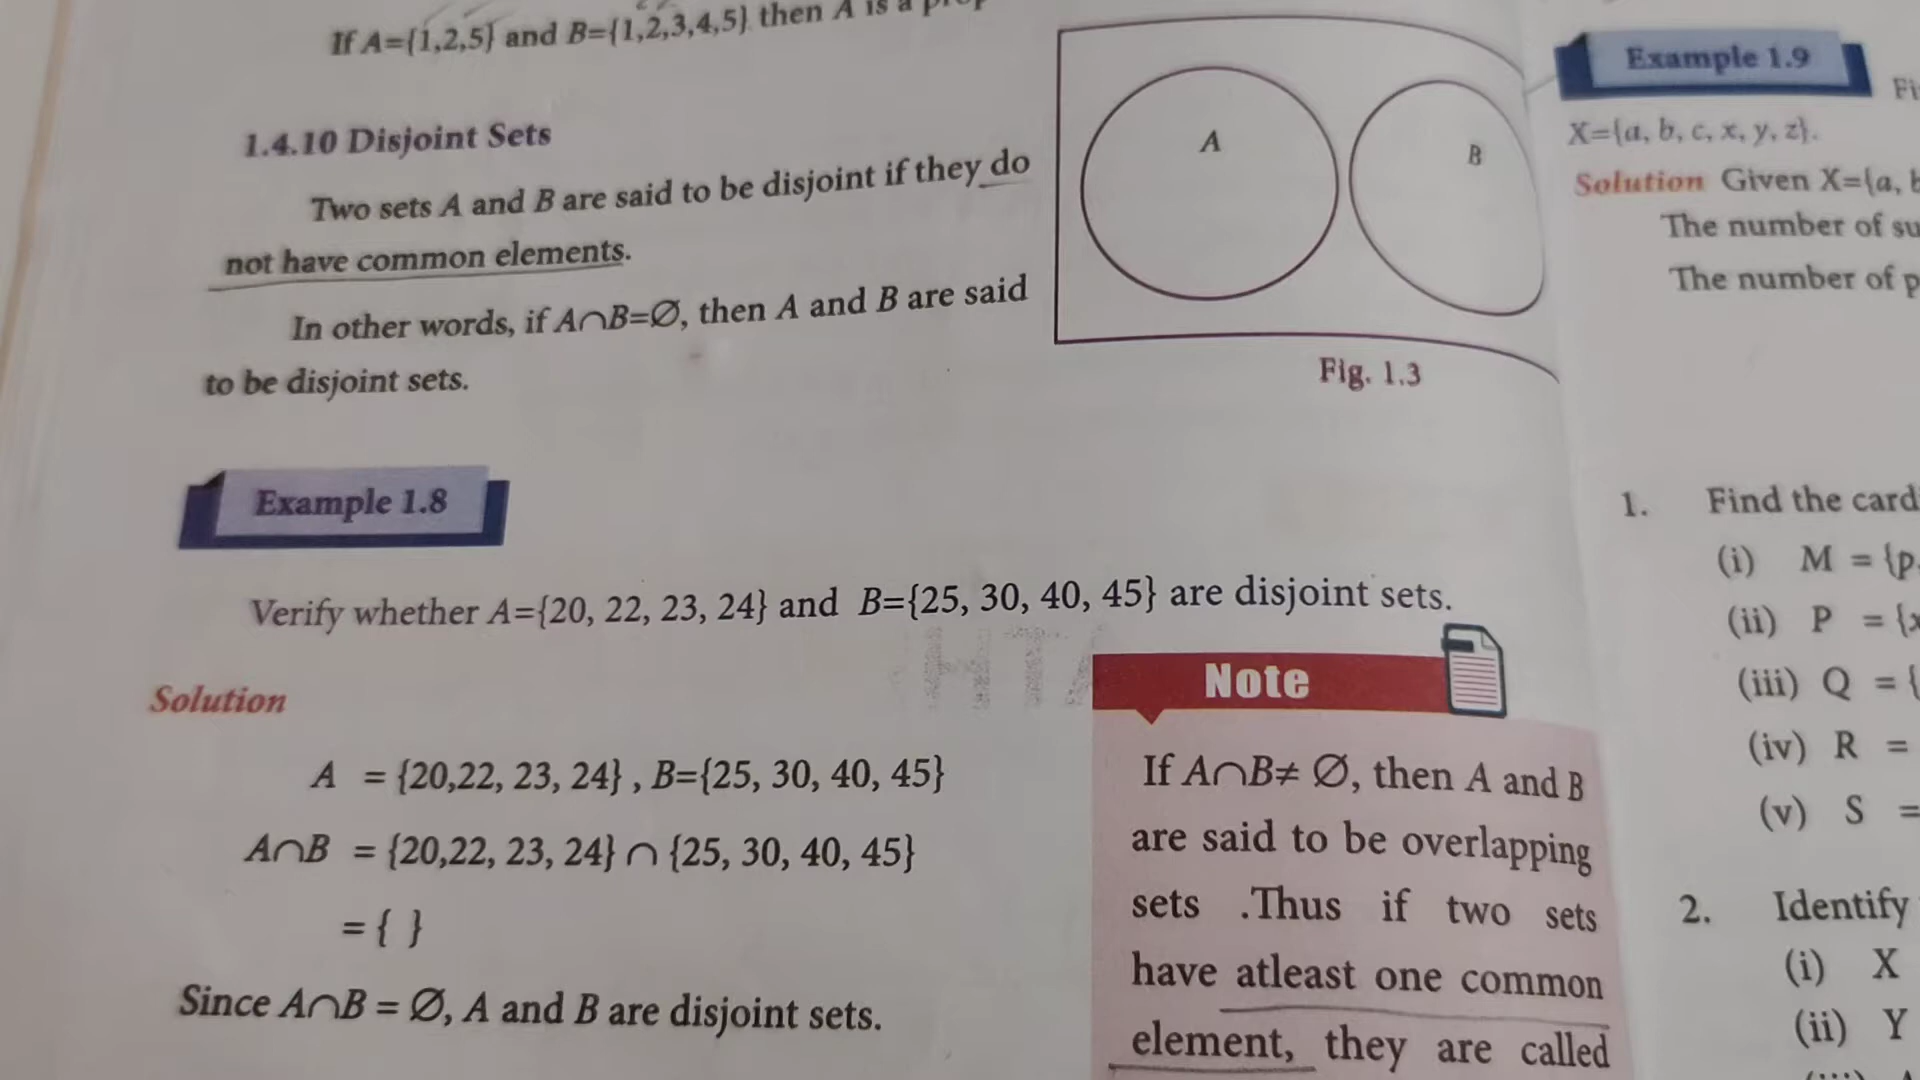 If A={1,2,5} and B={1,2,3,4,5} then A is a
1.4.10 Disjoint Sets
Two sets A and B are said to be disjoint if they do
not have common elements.
In other words, if A∩B=∅, then A and B are said
to be disjoint sets.
A
B
Fig. 1.3
Example 1.8
Verify whether A={20, 22, 23, 24} and B={25, 30, 40, 45} are disjoint sets.
Solution
A = {20,22, 23, 24} , B={25, 30, 40, 45}
A∩B = {20,22, 23, 24} ∩ {25, 30, 40, 45}
= { }
Since A∩B = ∅, A and B are disjoint sets.
Note
If A∩B≠ ∅, then A and B
are said to be overlapping
sets .Thus if two sets
have atleast one common
element, they are called
Example 1.9
X={a, b, c, x, y, z}.
Solution Given X={a,
The number of
The number of
1. Find the
(i) M = {p
(ii) P = {x
(iii) Q = {
(iv) R =
(v) S =
2. Identify
(i) X
(ii) Y